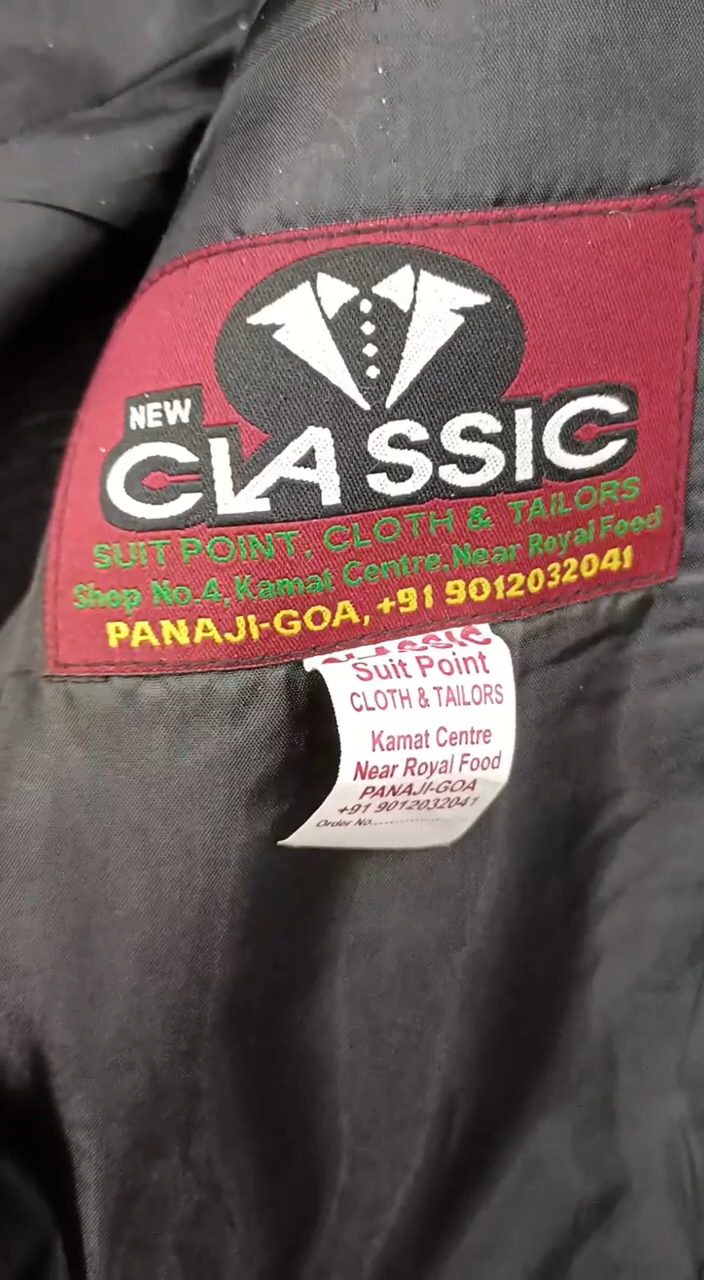 NEW
CLASSIC
SUIT POINT, CLOTH & TAILORS
Shop No.4, Kamat Centre, Near Royal Food
PANAJI-GOA, +91 9012032041
CLASSIC
Suit Point
CLOTH & TAILORS
Kamat Centre
Near Royal Food
PANAJI-GOA
+91 9012032041
Order No..................